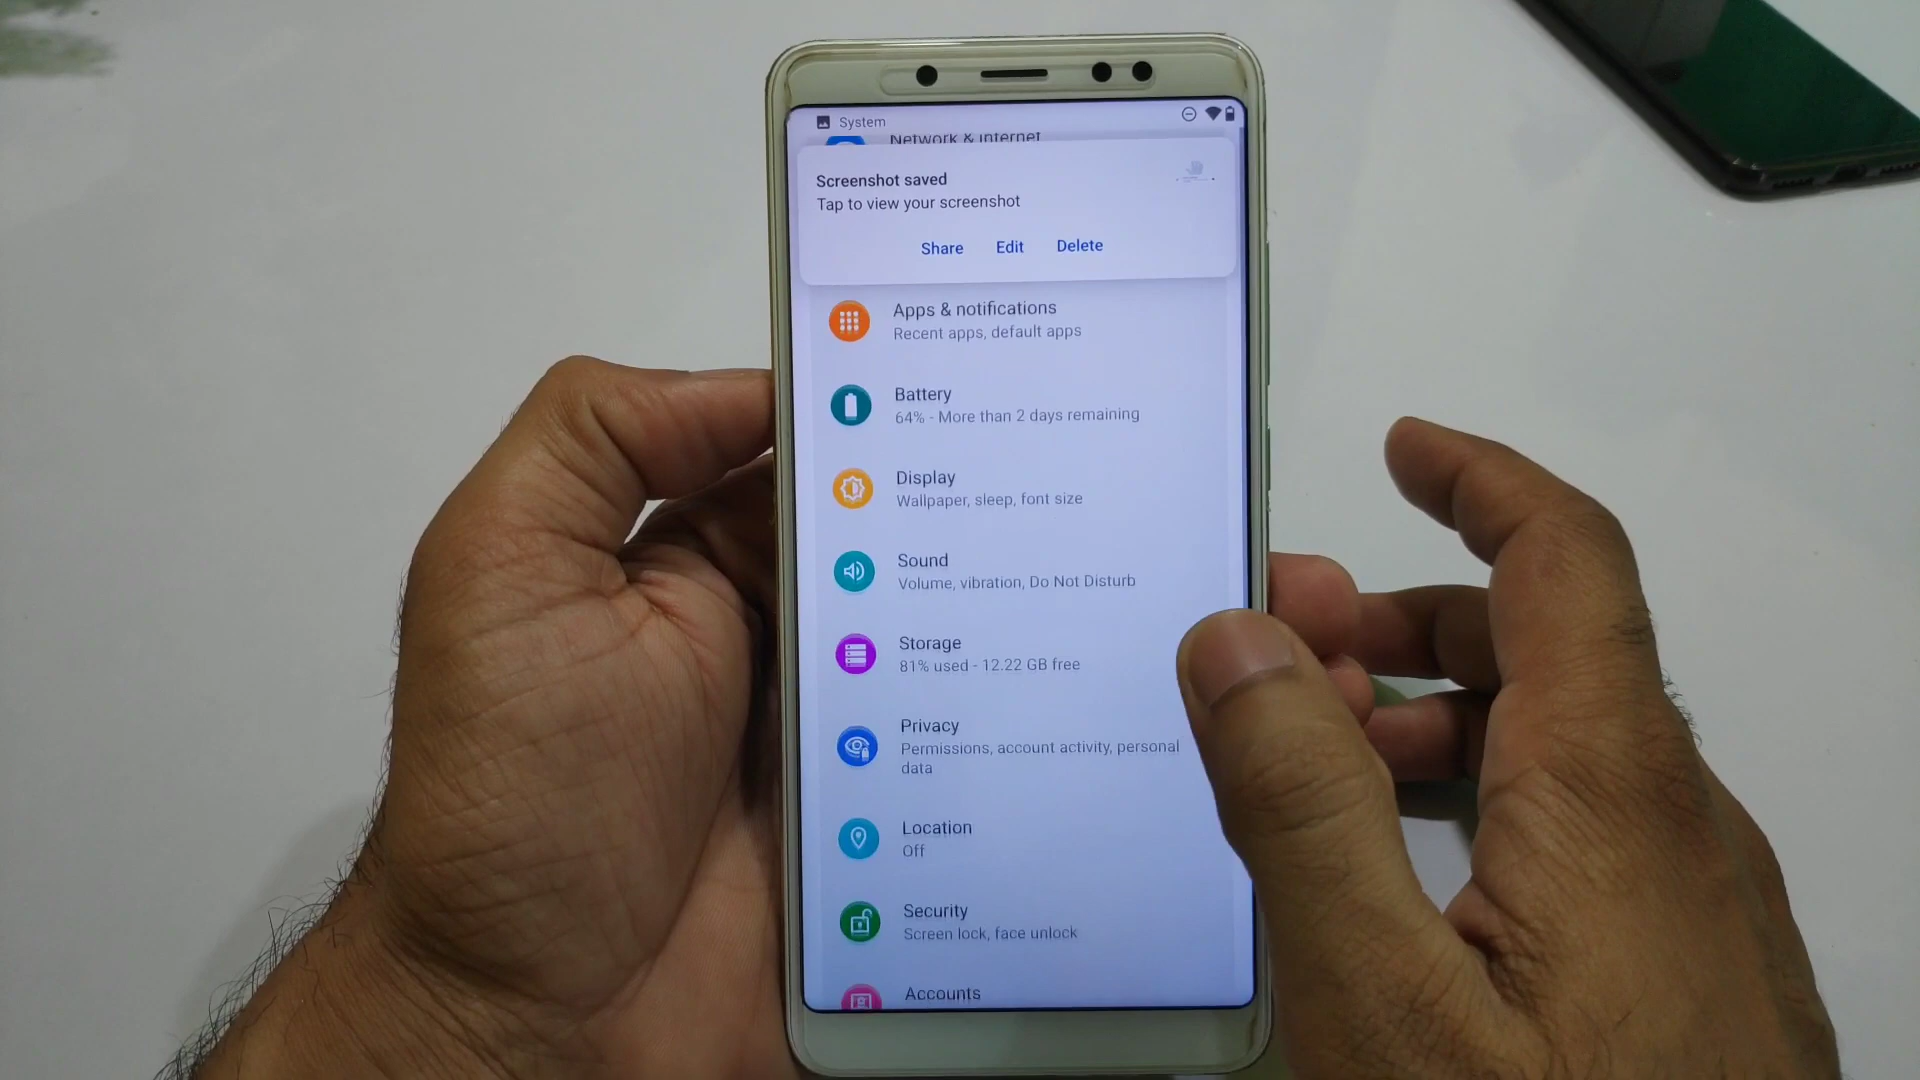 System
Network & internet
Screenshot saved
Tap to view your screenshot
Share Edit Delete
Apps & notifications
Recent apps, default apps
Battery
64% - More than 2 days remaining
Display
Wallpaper, sleep, font size
Sound
Volume, vibration, Do Not Disturb
Storage
81% used - 12.22 GB free
Privacy
Permissions, account activity, personal
data
Location
Off
Security
Screen lock, face unlock
Accounts